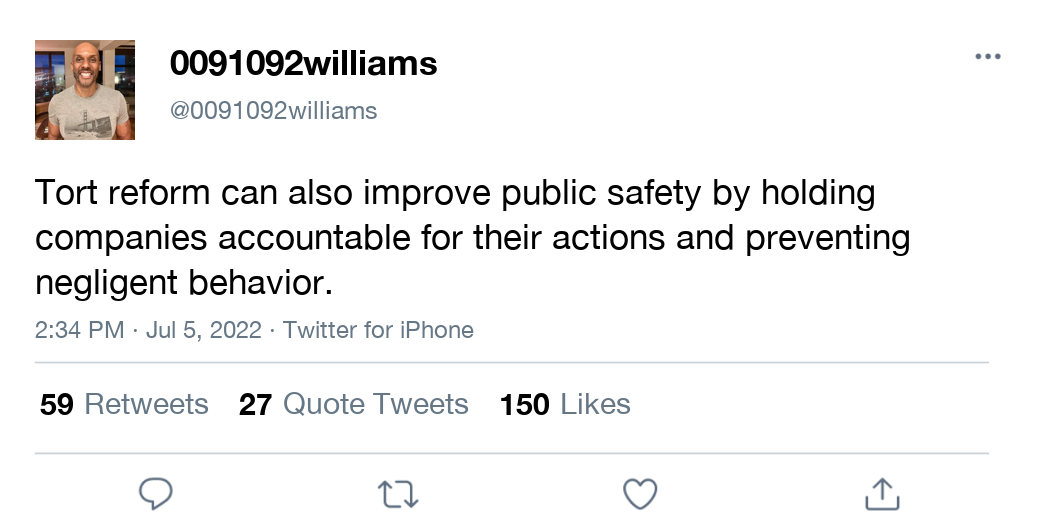 0091092williams
@0091092williams
Tort reform can also improve public safety by holding
companies accountable for their actions and preventing
negligent behavior.
2:34 PM · Jul 5, 2022 · Twitter for iPhone
59 Retweets 27 Quote Tweets 150 Likes